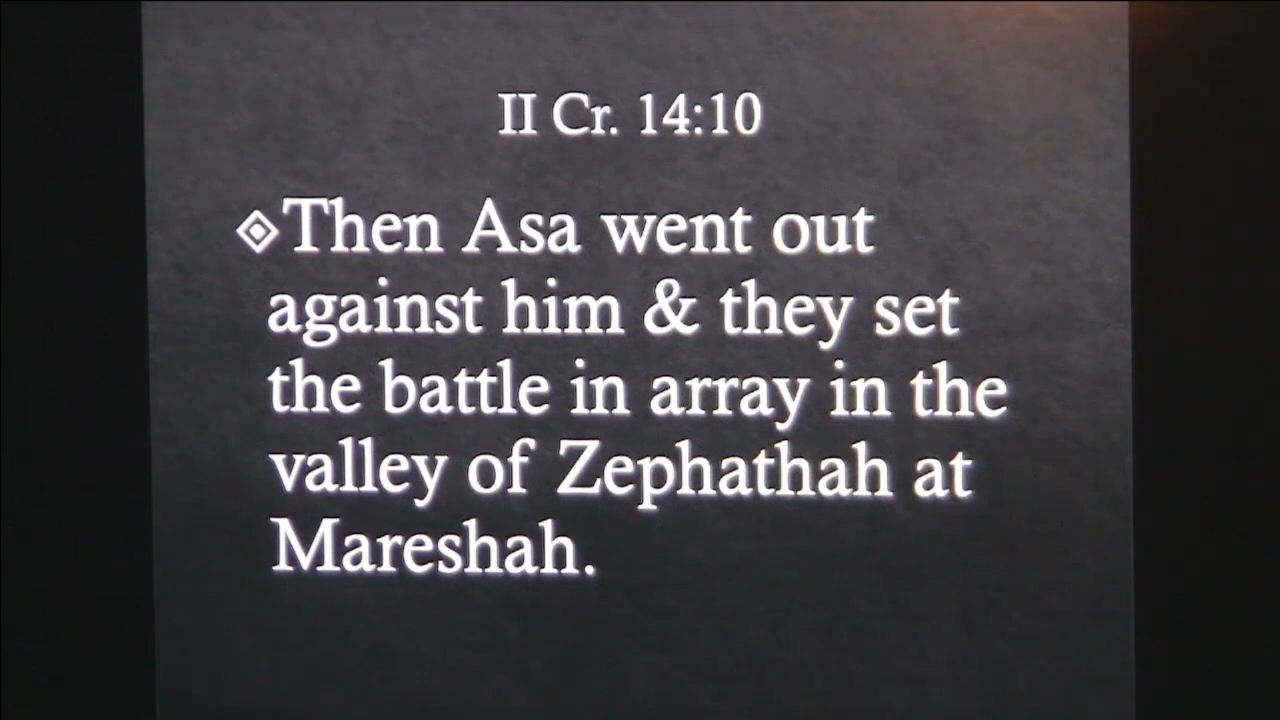 II Cr. 14:10
Then Asa went out
against him & they set
the battle in array in the
valley of Zephathah at
Mareshah.